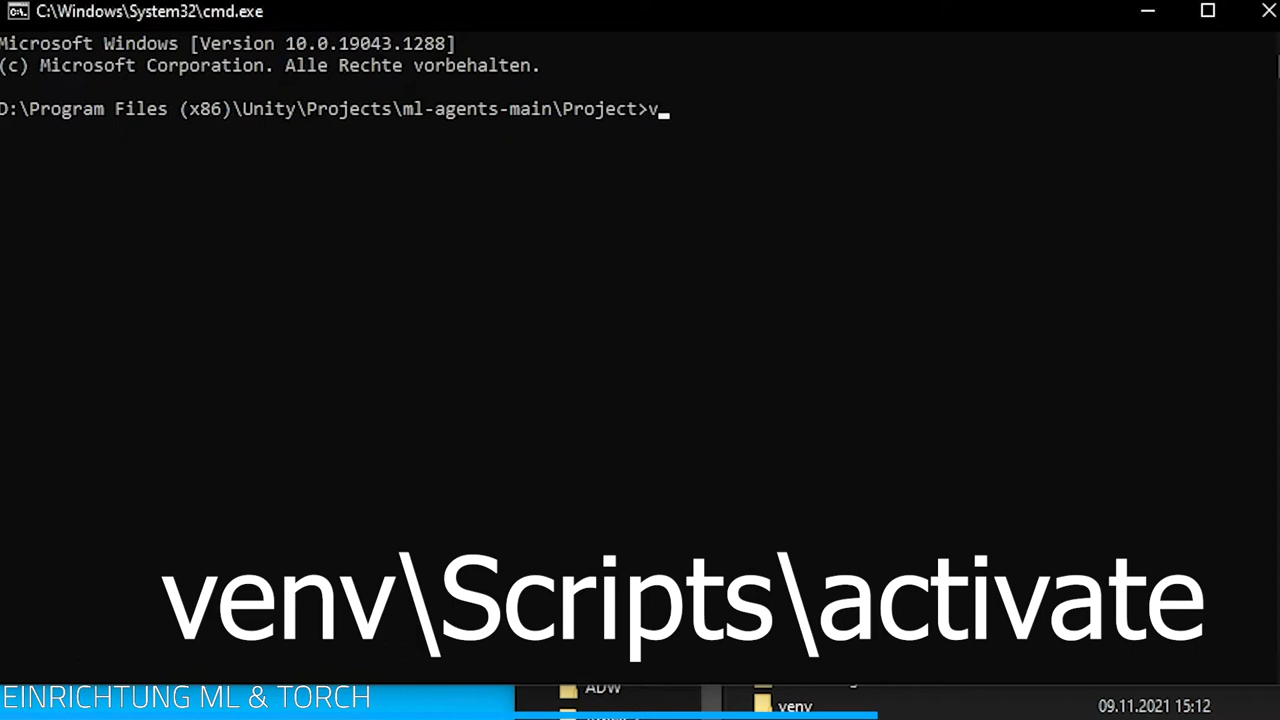 C:\Windows\System32\cmd.exe
Microsoft Windows [Version 10.0.19043.1288]
(c) Microsoft Corporation. Alle Rechte vorbehalten.
D:\Program Files (x86)\Unity\Projects\ml-agents-main\Project>v
venv\Scripts\activate
EINRICHTUNG ML & TORCH
ADW
venv 09.11.2021 15:12